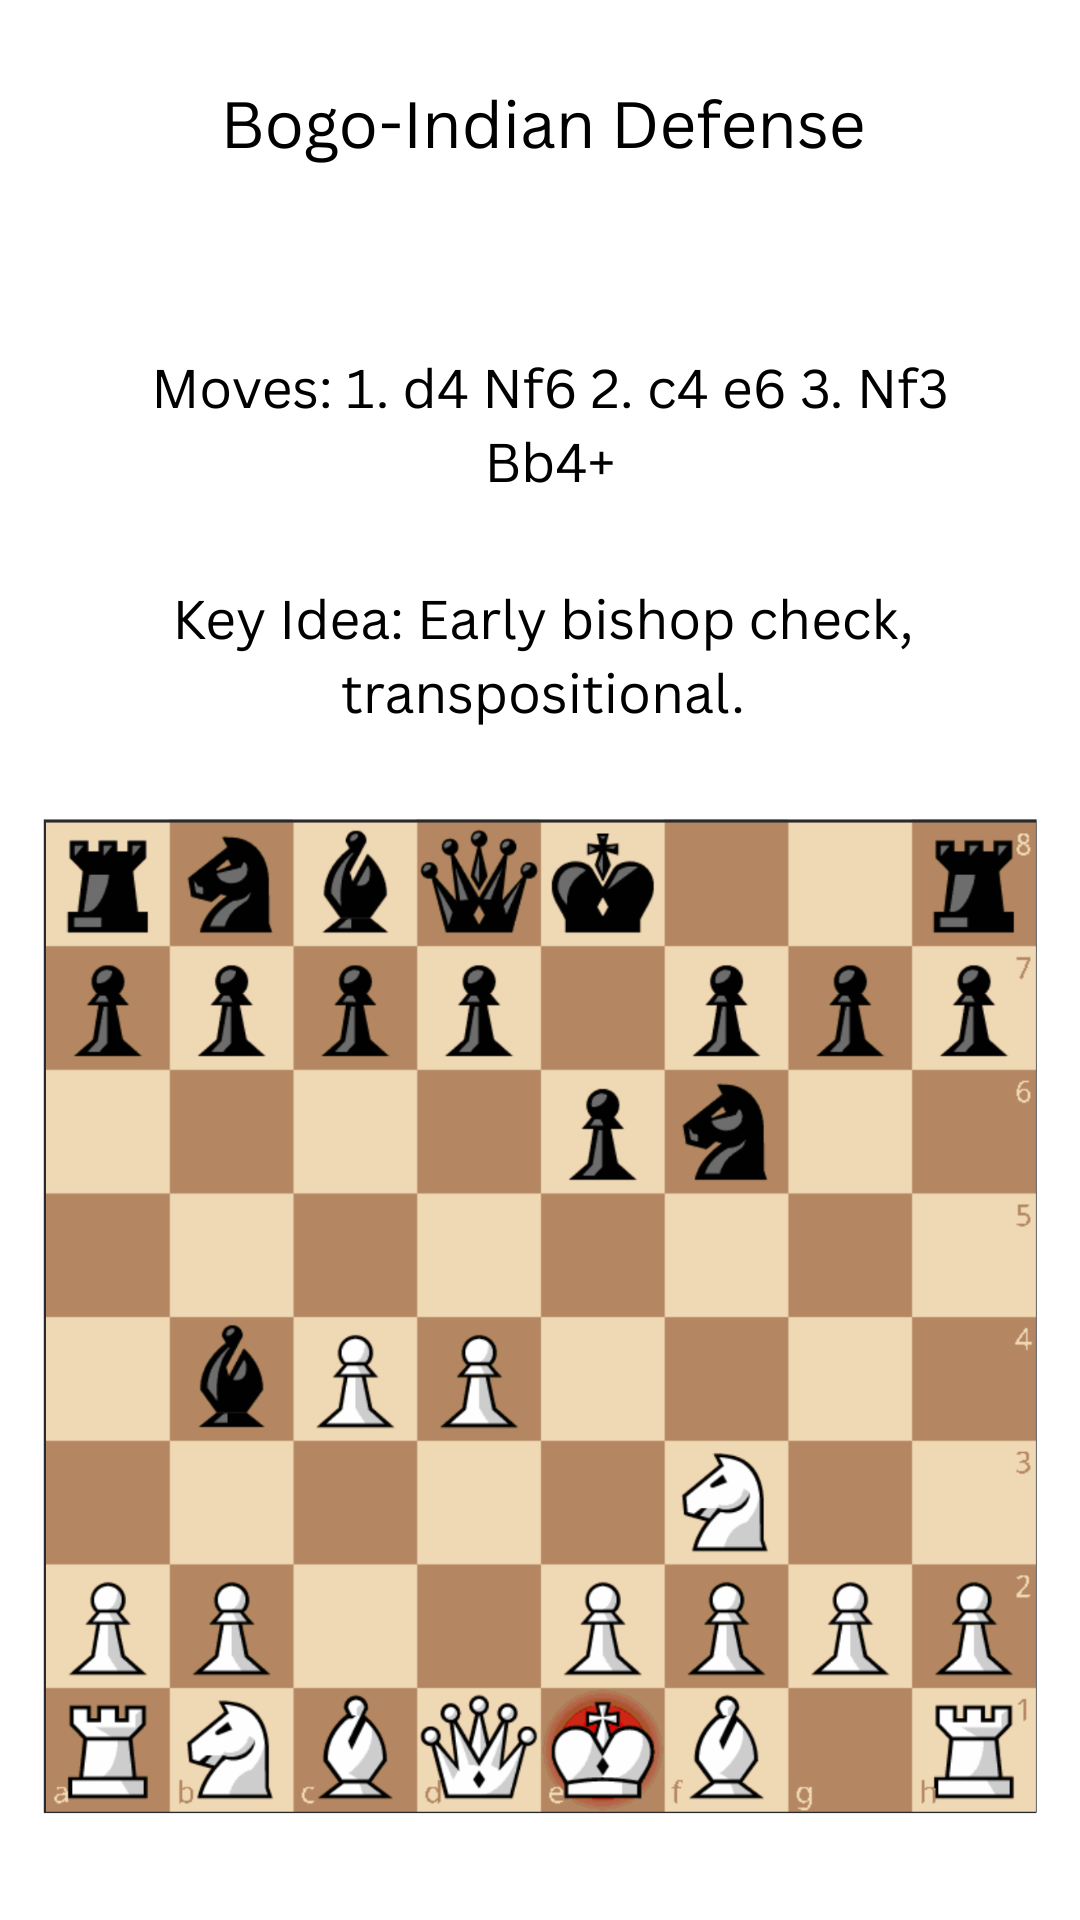 Bogo-Indian Defense
Moves: 1. d4 Nf6 2. c4 e6 3. Nf3
Bb4+
Key Idea: Early bishop check,
transpositional.
8
7
6
5
4
3
2
1
a b c d e f g h